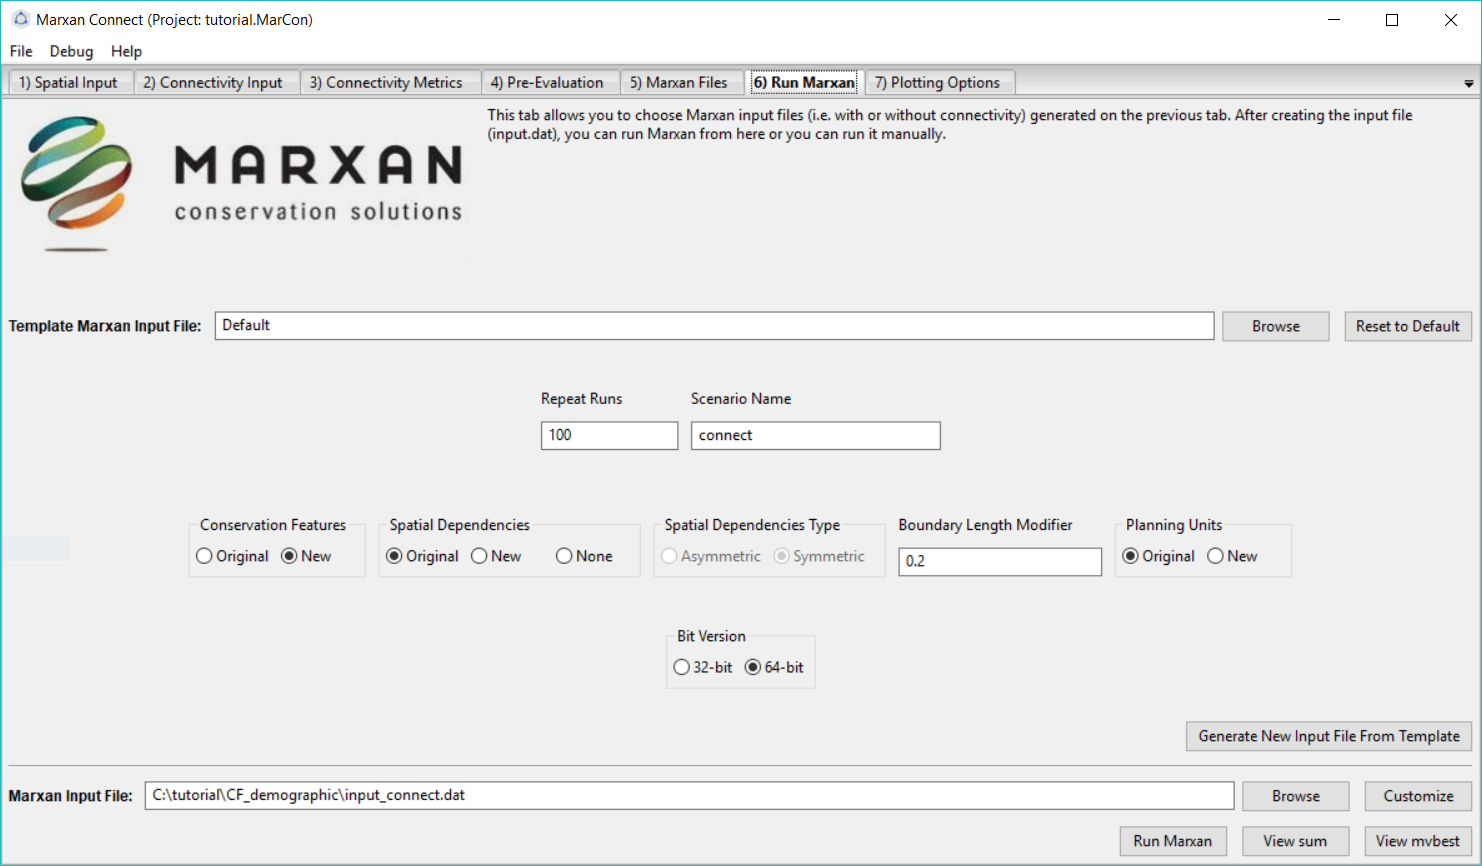 Marxan Connect (Project: tutorial.MarCon)
File Debug Help
1) Spatial Input 2) Connectivity Input 3) Connectivity Metrics 4) Pre-Evaluation 5) Marxan Files 6) Run Marxan 7) Plotting Options
This tab allows you to choose Marxan input files (i.e. with or without connectivity) generated on the previous tab. After creating the input file
(input.dat), you can run Marxan from here or you can run it manually.
MARXAN
conservation solutions
Template Marxan Input File: Default Browse Reset to Default
Repeat Runs Scenario Name
100 connect
Conservation Features Spatial Dependencies Spatial Dependencies Type Boundary Length Modifier Planning Units
Original New Original New None Asymmetric Symmetric 0.2 Original New
Bit Version
32-bit 64-bit
Generate New Input File From Template
Marxan Input File: C:\tutorial\CF_demographic\input_connect.dat Browse Customize
Run Marxan View sum View mvbest